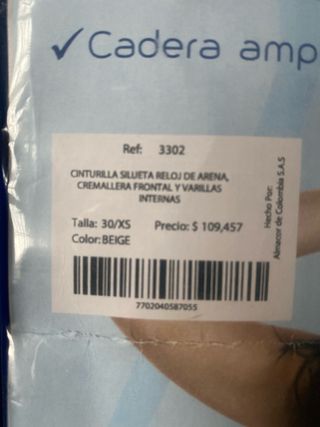 ✓ Cadera amp
Ref: 3302
CINTURILLA SILUETA RELOJ DE ARENA,
CREMALLERA FRONTAL Y VARILLAS
INTERNAS
Talla: 30/XS Precio: $ 109,457
Color: BEIGE
7702040587055
Hecho Por:
Almacor de Colombia S.A.S